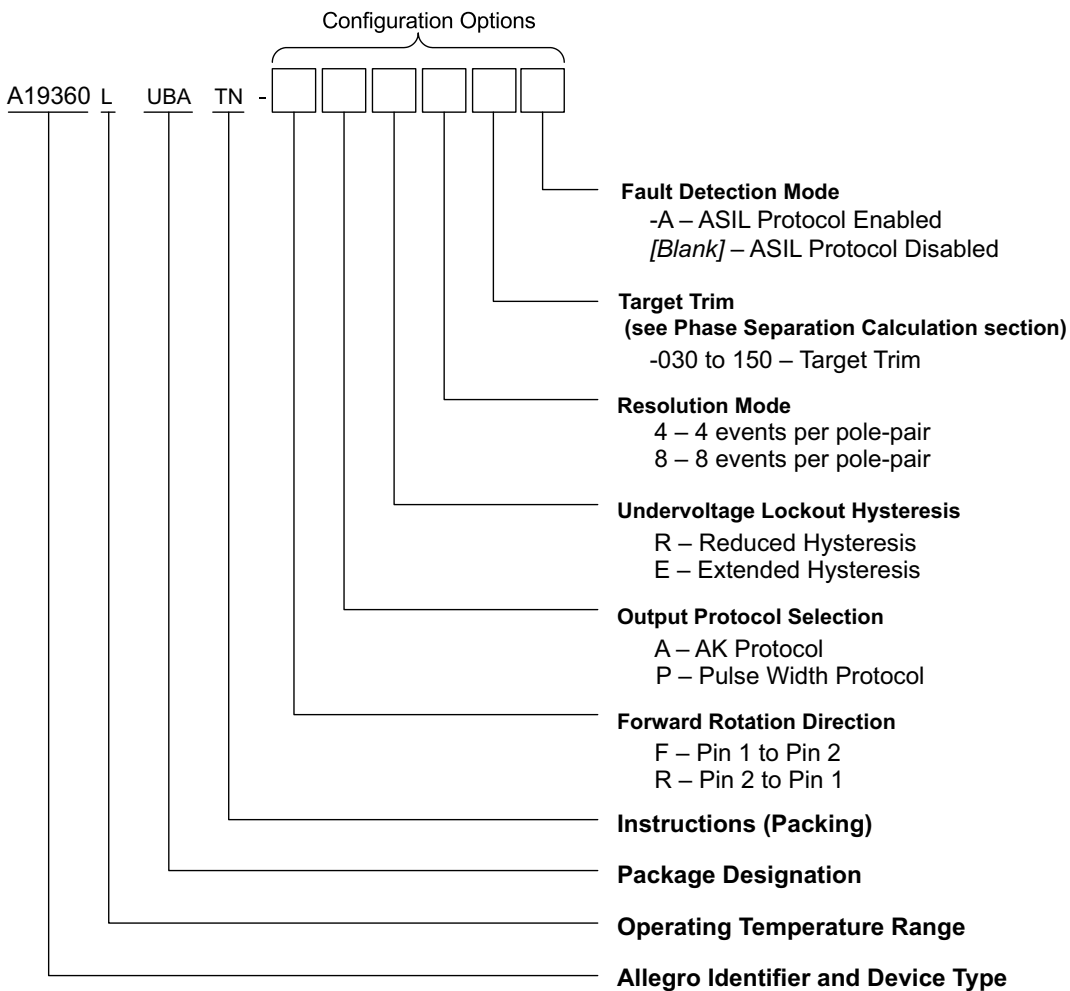 Configuration Options
A19360 L UBA TN -
Fault Detection Mode
-A – ASIL Protocol Enabled
[Blank] – ASIL Protocol Disabled
Target Trim
(see Phase Separation Calculation section)
-030 to 150 – Target Trim
Resolution Mode
4 – 4 events per pole-pair
8 – 8 events per pole-pair
Undervoltage Lockout Hysteresis
R – Reduced Hysteresis
E – Extended Hysteresis
Output Protocol Selection
A – AK Protocol
P – Pulse Width Protocol
Forward Rotation Direction
F – Pin 1 to Pin 2
R – Pin 2 to Pin 1
Instructions (Packing)
Package Designation
Operating Temperature Range
Allegro Identifier and Device Type